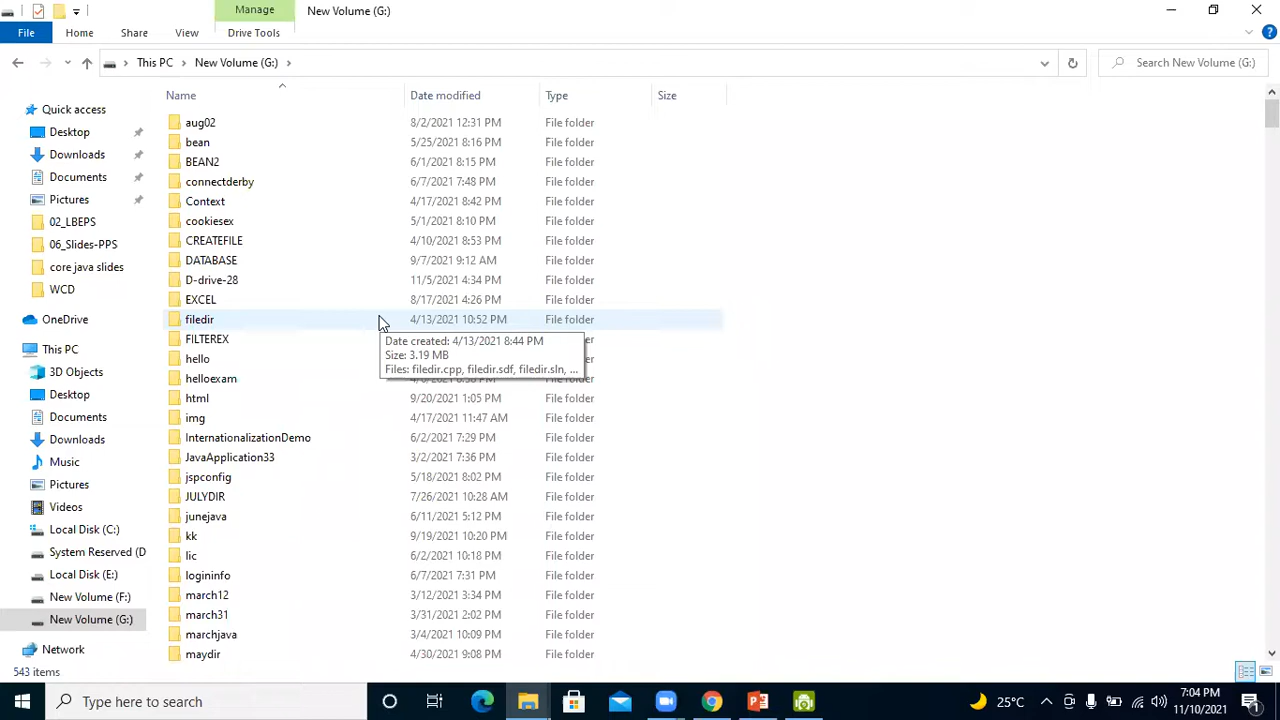 Manage New Volume (G:)
File Home Share View Drive Tools
This PC New Volume (G:) Search New Volume (G:)
Name Date modified Type Size
Quick access
Desktop
Downloads
Documents
Pictures
02_LBEPS
06_Slides-PPS
core java slides
WCD
OneDrive
This PC
3D Objects
Desktop
Documents
Downloads
Music
Pictures
Videos
Local Disk (C:)
System Reserved (D
Local Disk (E:)
New Volume (F:)
New Volume (G:)
Network
aug02 8/2/2021 12:31 PM File folder
bean 5/25/2021 8:16 PM File folder
BEAN2 6/1/2021 8:15 PM File folder
connectderby 6/7/2021 7:48 PM File folder
Context 4/17/2021 8:42 PM File folder
cookiesex 5/1/2021 8:10 PM File folder
CREATEFILE 4/10/2021 8:53 PM File folder
DATABASE 9/7/2021 9:12 AM File folder
D-drive-28 11/5/2021 4:34 PM File folder
EXCEL 8/17/2021 4:26 PM File folder
filedir 4/13/2021 10:52 PM File folder
FILTEREX
Date created: 4/13/2021 8:44 PM
Size: 3.19 MB
Files: filedir.cpp, filedir.sdf, filedir.sln, ...
hello
helloexam File folder
html 9/20/2021 1:05 PM File folder
img 4/17/2021 11:47 AM File folder
InternationalizationDemo 6/2/2021 7:29 PM File folder
JavaApplication33 3/2/2021 7:36 PM File folder
jspconfig 5/18/2021 8:02 PM File folder
JULYDIR 7/26/2021 10:28 AM File folder
junejava 6/11/2021 5:12 PM File folder
kk 9/19/2021 10:20 PM File folder
lic 6/2/2021 10:18 PM File folder
logininfo 6/7/2021 7:31 PM File folder
march12 3/12/2021 3:34 PM File folder
march31 3/31/2021 2:02 PM File folder
marchjava 3/4/2021 10:09 PM File folder
maydir 4/30/2021 9:08 PM File folder
543 items
Type here to search 25°C 7:04 PM
11/10/2021 1